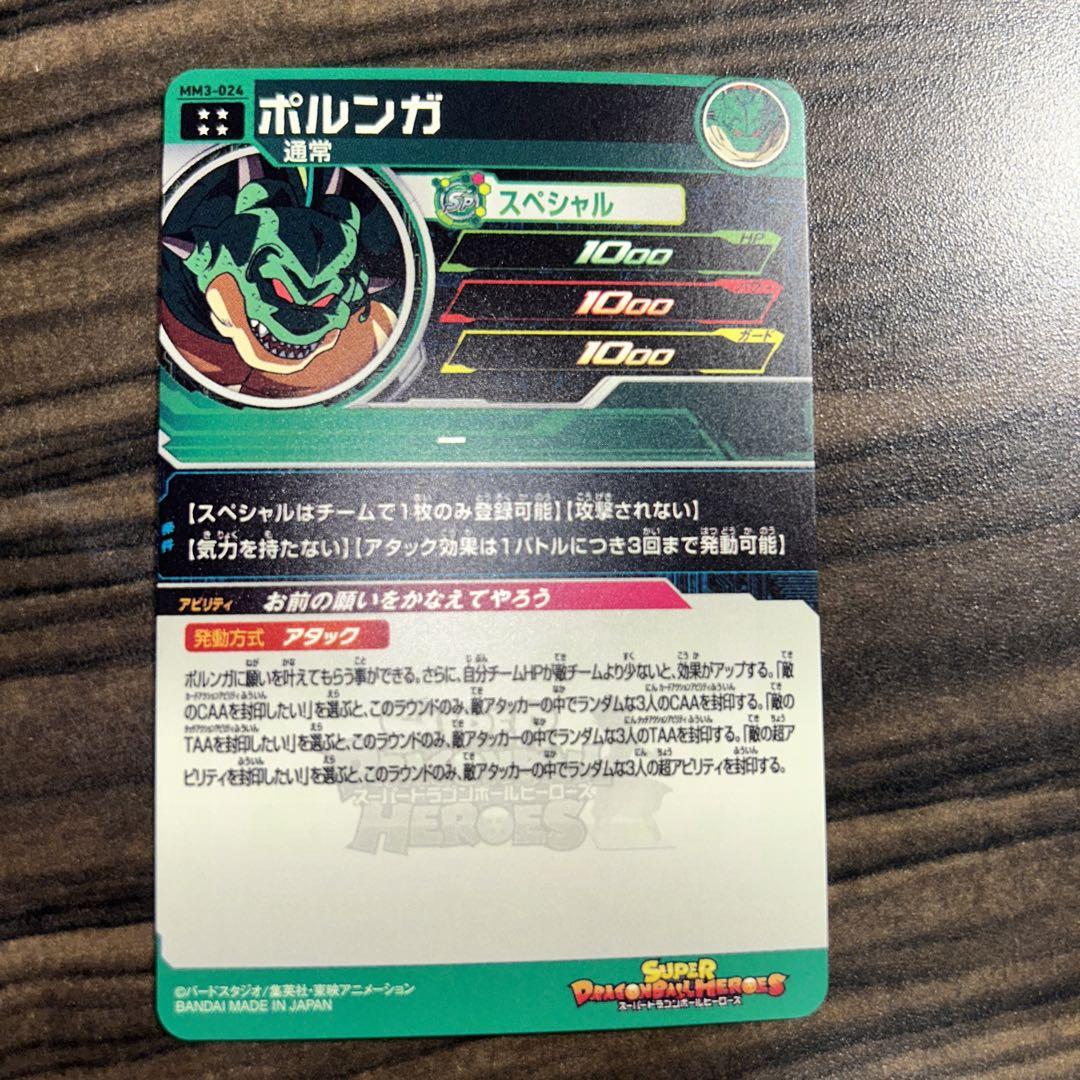 MM3-024
ポルンガ
通常
SP スペシャル
HP
1000
パワー
1000
ガード
1000
ー
【スペシャルはチームで1枚のみ登録可能】【攻撃されない】
【気力を持たない】【アタック効果は1バトルにつき3回まで発動可能】
アビリティ お前の願いをかなえてやろう
発動方式 アタック
ポルンガに願いを叶えてもらう事ができる。さらに、自分チームHPが敵チームより少ないと、効果がアップする。「敵
のCAAを封印したい!」を選ぶと、このラウンドのみ、敵アタッカーの中でランダムな3人のCAAを封印する。「敵の
TAAを封印したい!」を選ぶと、このラウンドのみ、敵アタッカーの中でランダムな3人のTAAを封印する。「敵の超ア
ビリティを封印したい!」を選ぶと、このラウンドのみ、敵アタッカーの中でランダムな3人の超アビリティを封印する。
スーパードラゴンボールヒーローズ
HEROES
SUPER
DRAGONBALL HEROES
スーパードラゴンボールヒーローズ
©バードスタジオ/集英社・東映アニメーション
BANDAI MADE IN JAPAN